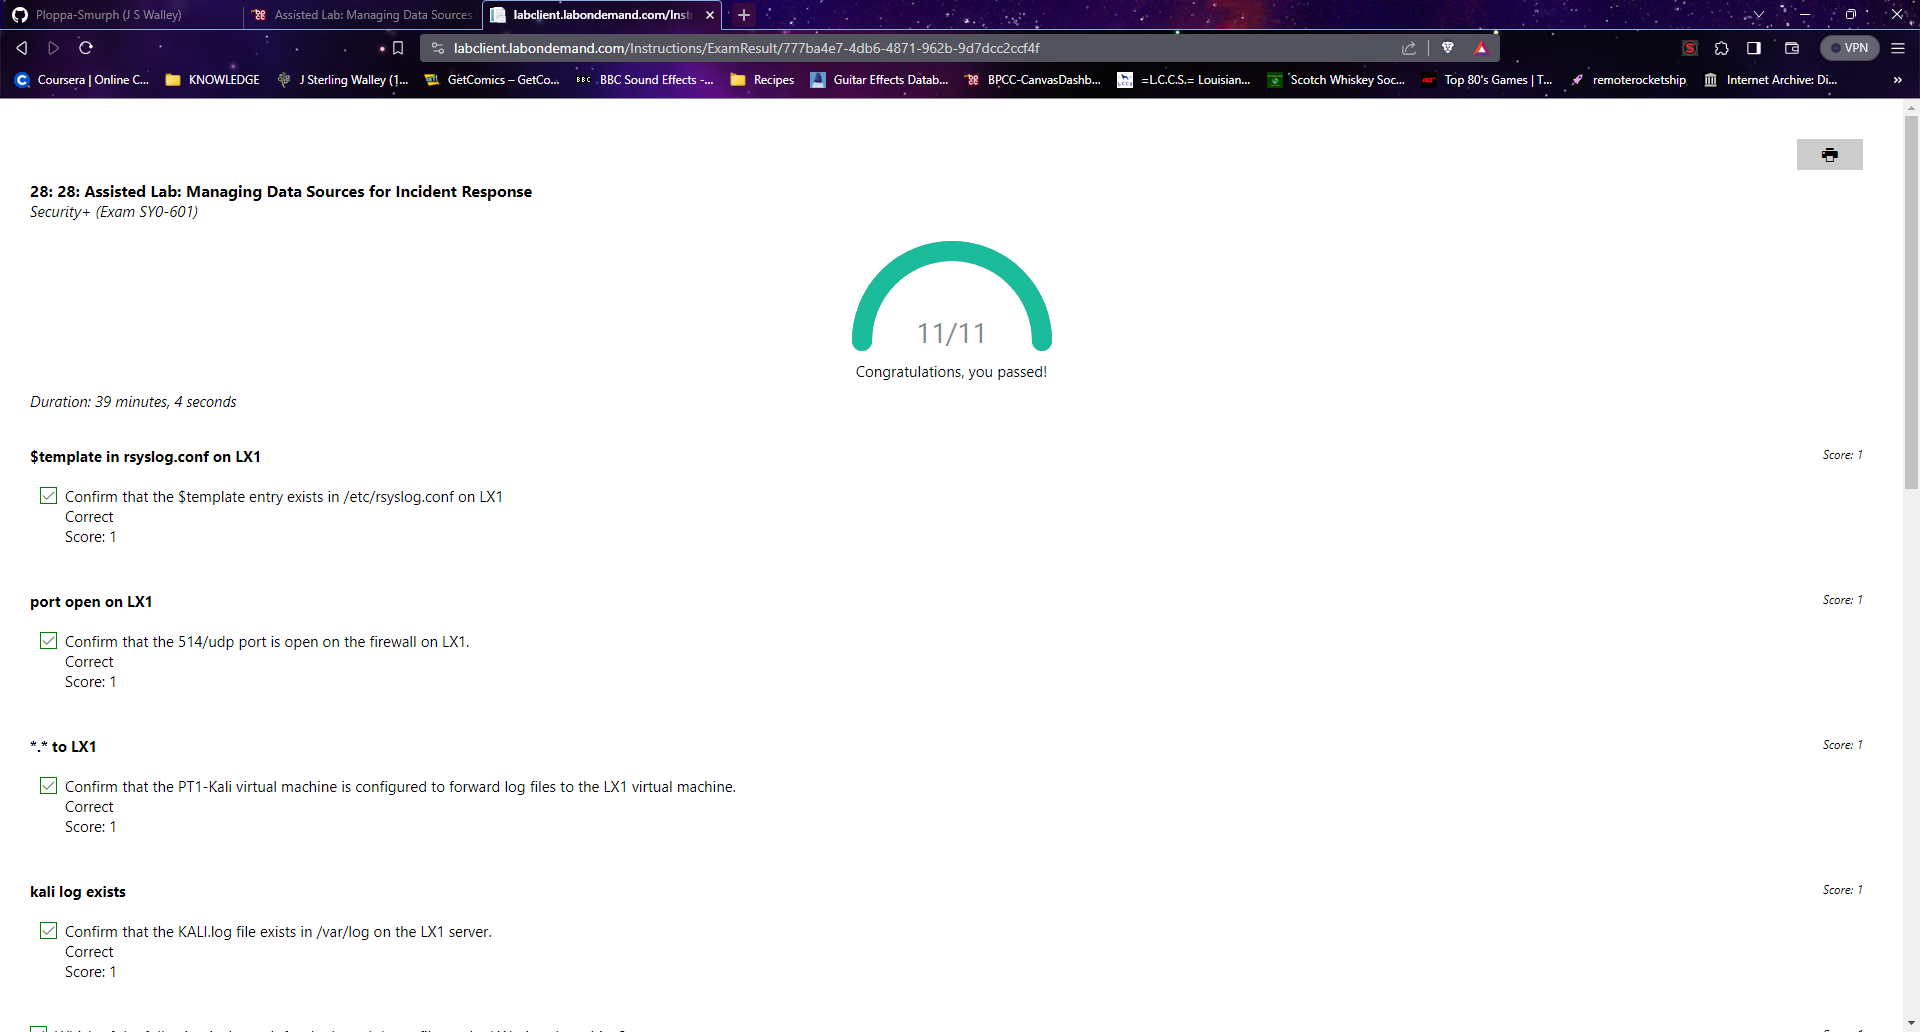 Ploppa-Smurph (J S Walley)
Assisted Lab: Managing Data Sources
labclient.labondemand.com/Inst
labclient.labondemand.com/Instructions/ExamResult/777ba4e7-4db6-4871-962b-9d7dcc2ccf4f
VPN
Coursera | Online C...
KNOWLEDGE
J Sterling Walley (1...
GetComics – GetCo...
BBC
BBC Sound Effects -...
Recipes
Guitar Effects Datab...
BPCC-CanvasDashb...
=L.C.C.S.= Louisian...
Scotch Whiskey Soc...
Top 80's Games | T...
remoterocketship
Internet Archive: Di...
28: 28: Assisted Lab: Managing Data Sources for Incident Response
Security+ (Exam SY0-601)
11/11
Congratulations, you passed!
Duration: 39 minutes, 4 seconds
$template in rsyslog.conf on LX1
Score: 1
Confirm that the $template entry exists in /etc/rsyslog.conf on LX1
Correct
Score: 1
port open on LX1
Score: 1
Confirm that the 514/udp port is open on the firewall on LX1.
Correct
Score: 1
*.* to LX1
Score: 1
Confirm that the PT1-Kali virtual machine is configured to forward log files to the LX1 virtual machine.
Correct
Score: 1
kali log exists
Score: 1
Confirm that the KALI.log file exists in /var/log on the LX1 server.
Correct
Score: 1